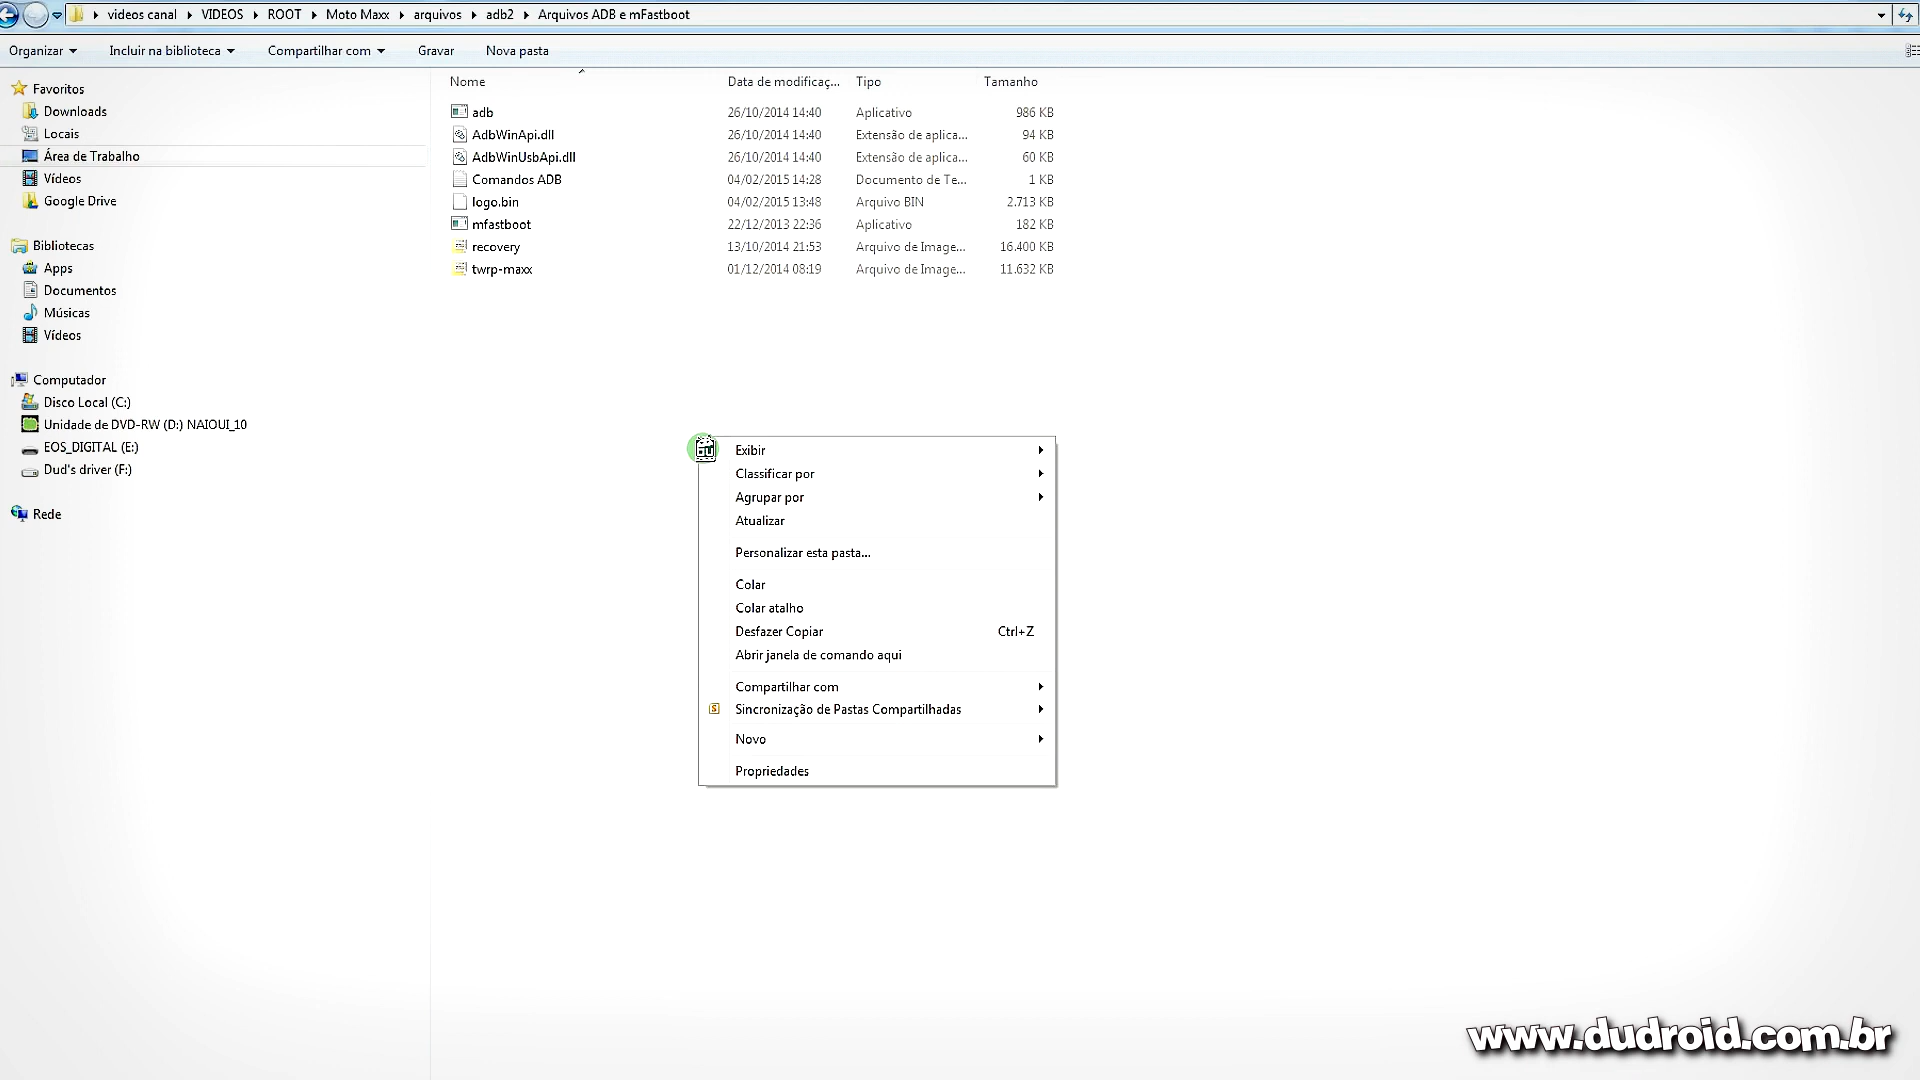 videos canal VIDEOS ROOT Moto Maxx arquivos adb2 Arquivos ADB e mFastboot
Organizar Incluir na biblioteca Compartilhar com Gravar Nova pasta
Favoritos
Downloads
Locais
Área de Trabalho
Vídeos
Google Drive
Bibliotecas
Apps
Documentos
Músicas
Vídeos
Computador
Disco Local (C:)
Unidade de DVD-RW (D:) NAIOUI_10
EOS_DIGITAL (E:)
Dud's driver (F:)
Rede
Nome Data de modificaç... Tipo Tamanho
adb 26/10/2014 14:40 Aplicativo 986 KB
AdbWinApi.dll 26/10/2014 14:40 Extensão de aplica... 94 KB
AdbWinUsbApi.dll 26/10/2014 14:40 Extensão de aplica... 60 KB
Comandos ADB 04/02/2015 14:28 Documento de Te... 1 KB
logo.bin 04/02/2015 13:48 Arquivo BIN 2.713 KB
mfastboot 22/12/2013 22:36 Aplicativo 182 KB
recovery 13/10/2014 21:53 Arquivo de Image... 16.400 KB
twrp-maxx 01/12/2014 08:19 Arquivo de Image... 11.632 KB
Exibir
Classificar por
Agrupar por
Atualizar
Personalizar esta pasta...
Colar
Colar atalho
Desfazer Copiar Ctrl+Z
Abrir janela de comando aqui
Compartilhar com
Sincronização de Pastas Compartilhadas
Novo
Propriedades
www.dudroid.com.br